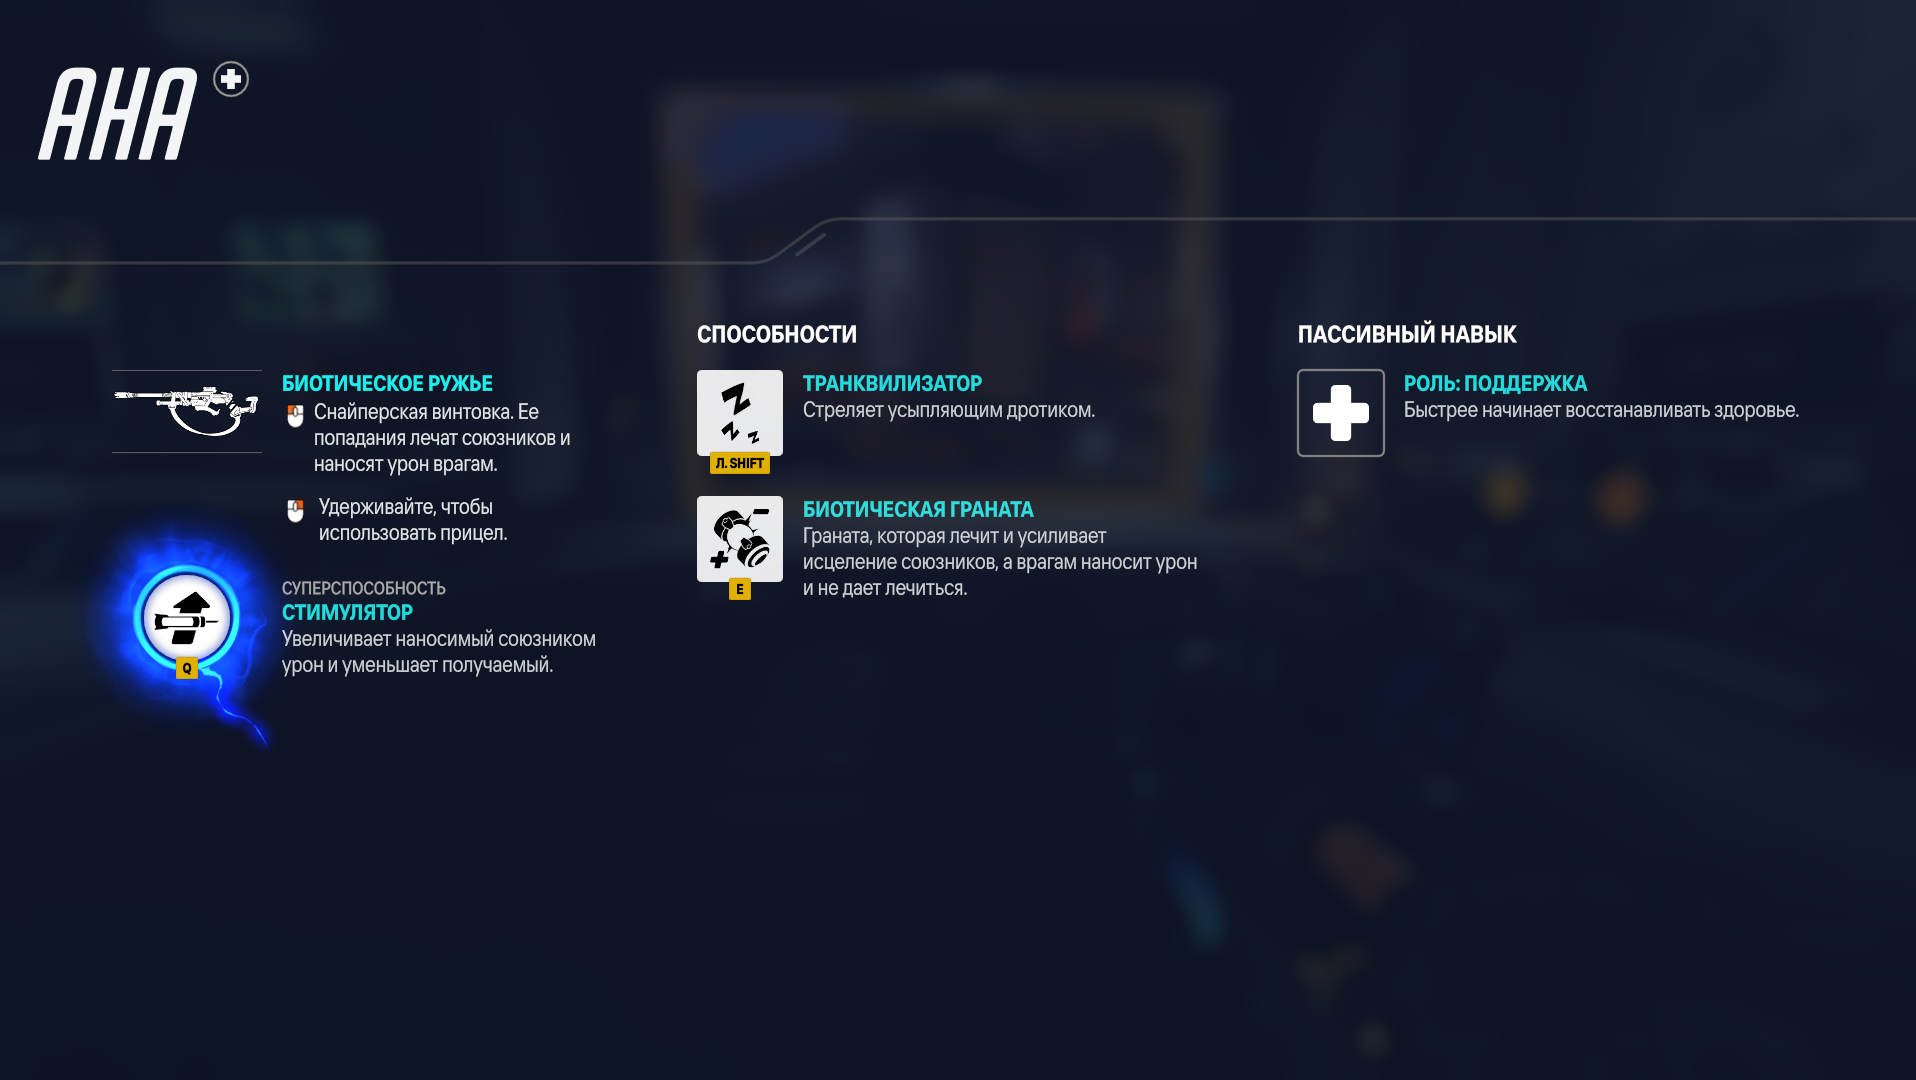 АНА
БИОТИЧЕСКОЕ РУЖЬЕ
Снайперская винтовка. Ее
попадания лечат союзников и
наносят урон врагам.
Удерживайте, чтобы
использовать прицел.
СУПЕРСПОСОБНОСТЬ
СТИМУЛЯТОР
Увеличивает наносимый союзником
урон и уменьшает получаемый.
Q
СПОСОБНОСТИ
ТРАНКВИЛИЗАТОР
Стреляет усыпляющим дротиком.
Л. SHIFT
БИОТИЧЕСКАЯ ГРАНАТА
Граната, которая лечит и усиливает
исцеление союзников, а врагам наносит урон
и не дает лечиться.
E
ПАССИВНЫЙ НАВЫК
РОЛЬ: ПОДДЕРЖКА
Быстрее начинает восстанавливать здоровье.